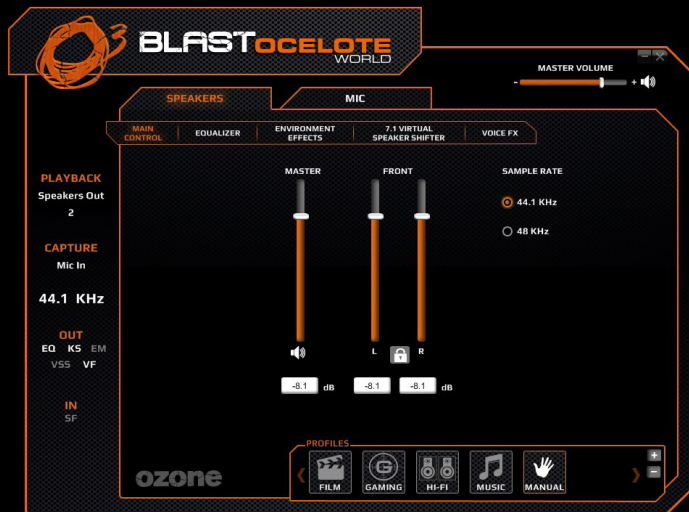 O3 BLAST OCELOTE
WORLD
MASTER VOLUME
- +
SPEAKERS MIC
MAIN CONTROL
EQUALIZER
ENVIRONMENT EFFECTS
7.1 VIRTUAL SPEAKER SHIFTER
VOICE FX
PLAYBACK
Speakers Out
2
CAPTURE
Mic In
44.1 KHz
OUT
EQ KS EM
VSS VF
IN
SF
MASTER
FRONT
SAMPLE RATE
44.1 KHz
48 KHz
L R
-8.1 dB
-8.1 -8.1 dB
ozone
PROFILES
FILM
G
GAMING
HI-FI
MUSIC
MANUAL
+
-